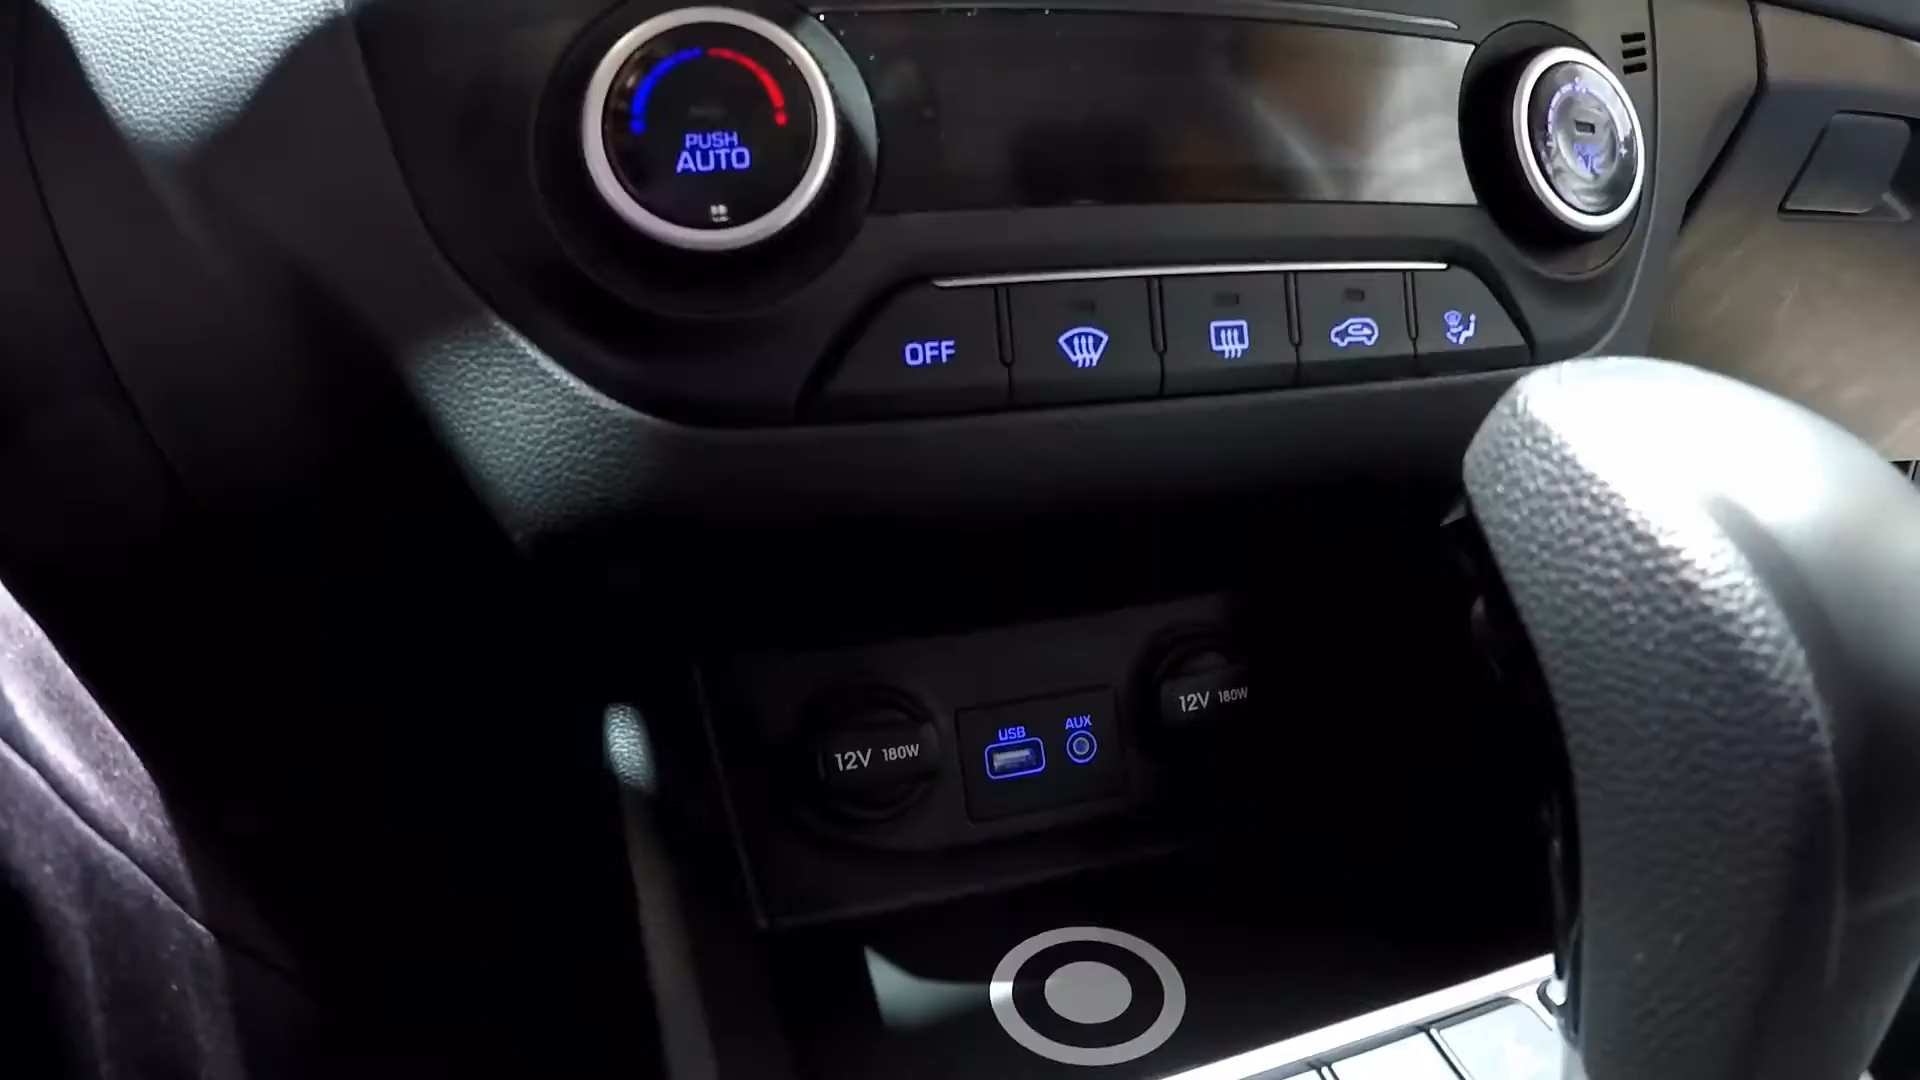 PUSH
AUTO
A/C
OFF
USB
AUX
12V 180W
12V 180W